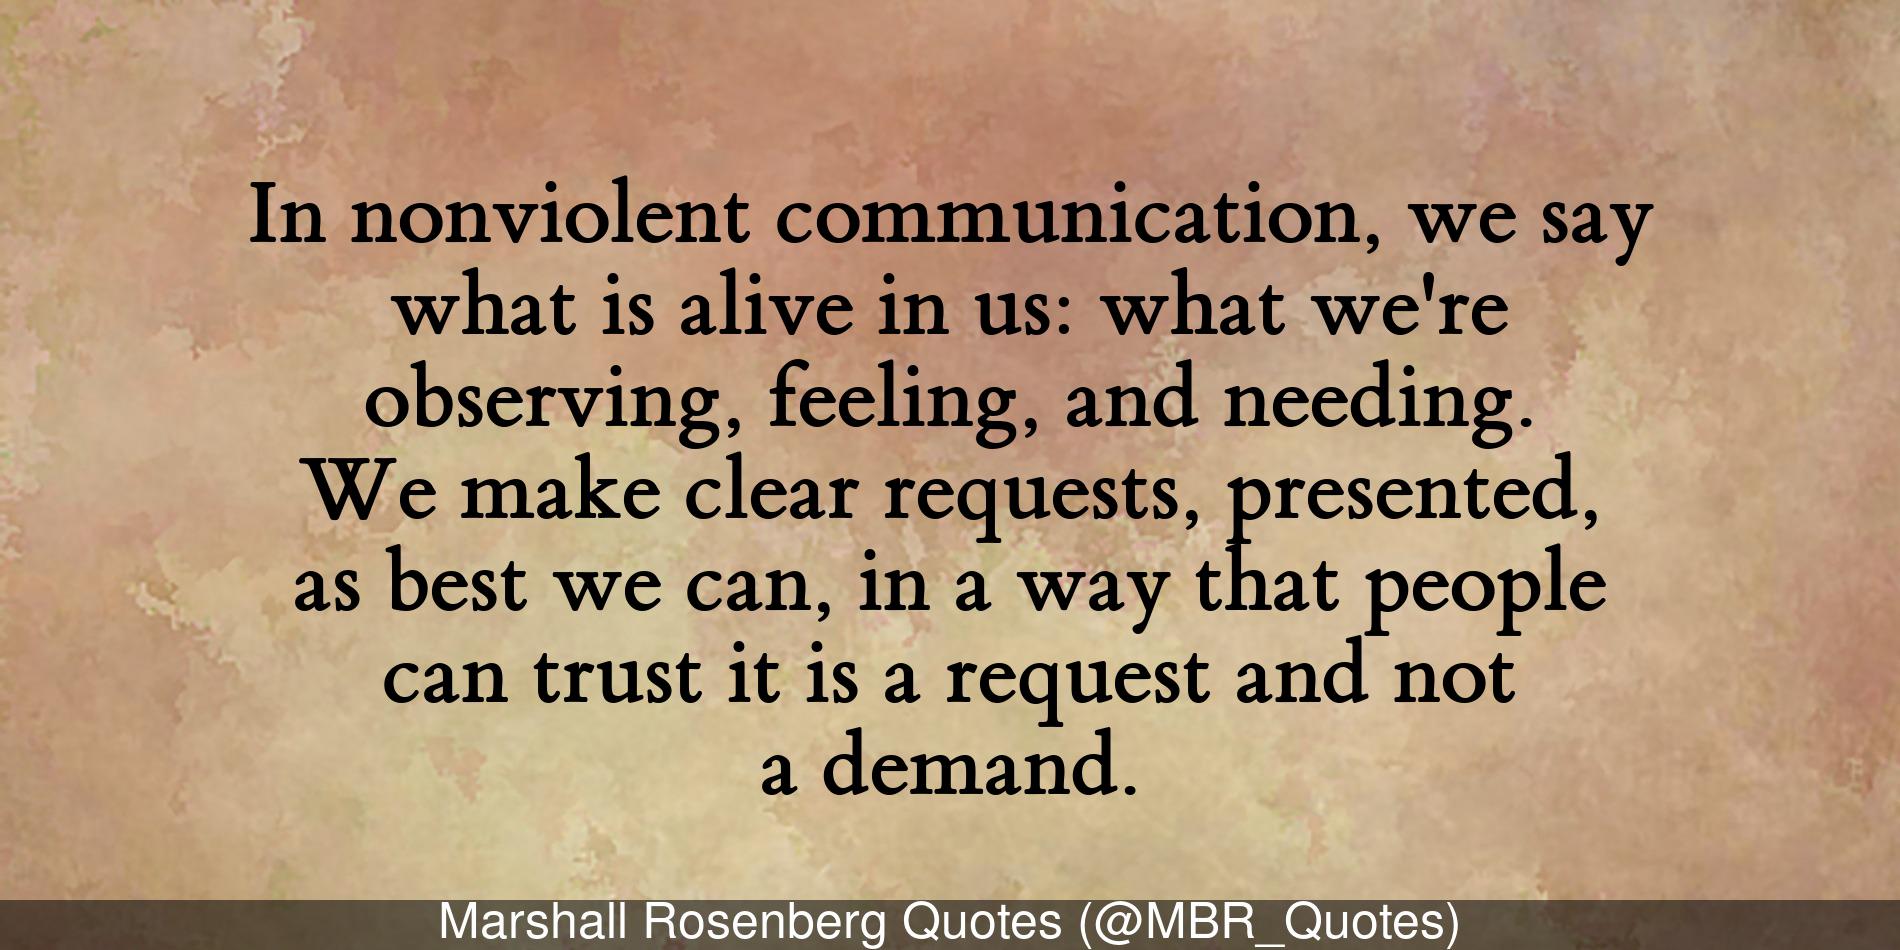 In nonviolent communication, we say
what is alive in us: what we're
observing, feeling, and needing.
We make clear requests, presented,
as best we can, in a way that people
can trust it is a request and not
a demand.
Marshall Rosenberg Quotes (@MBR_Quotes)